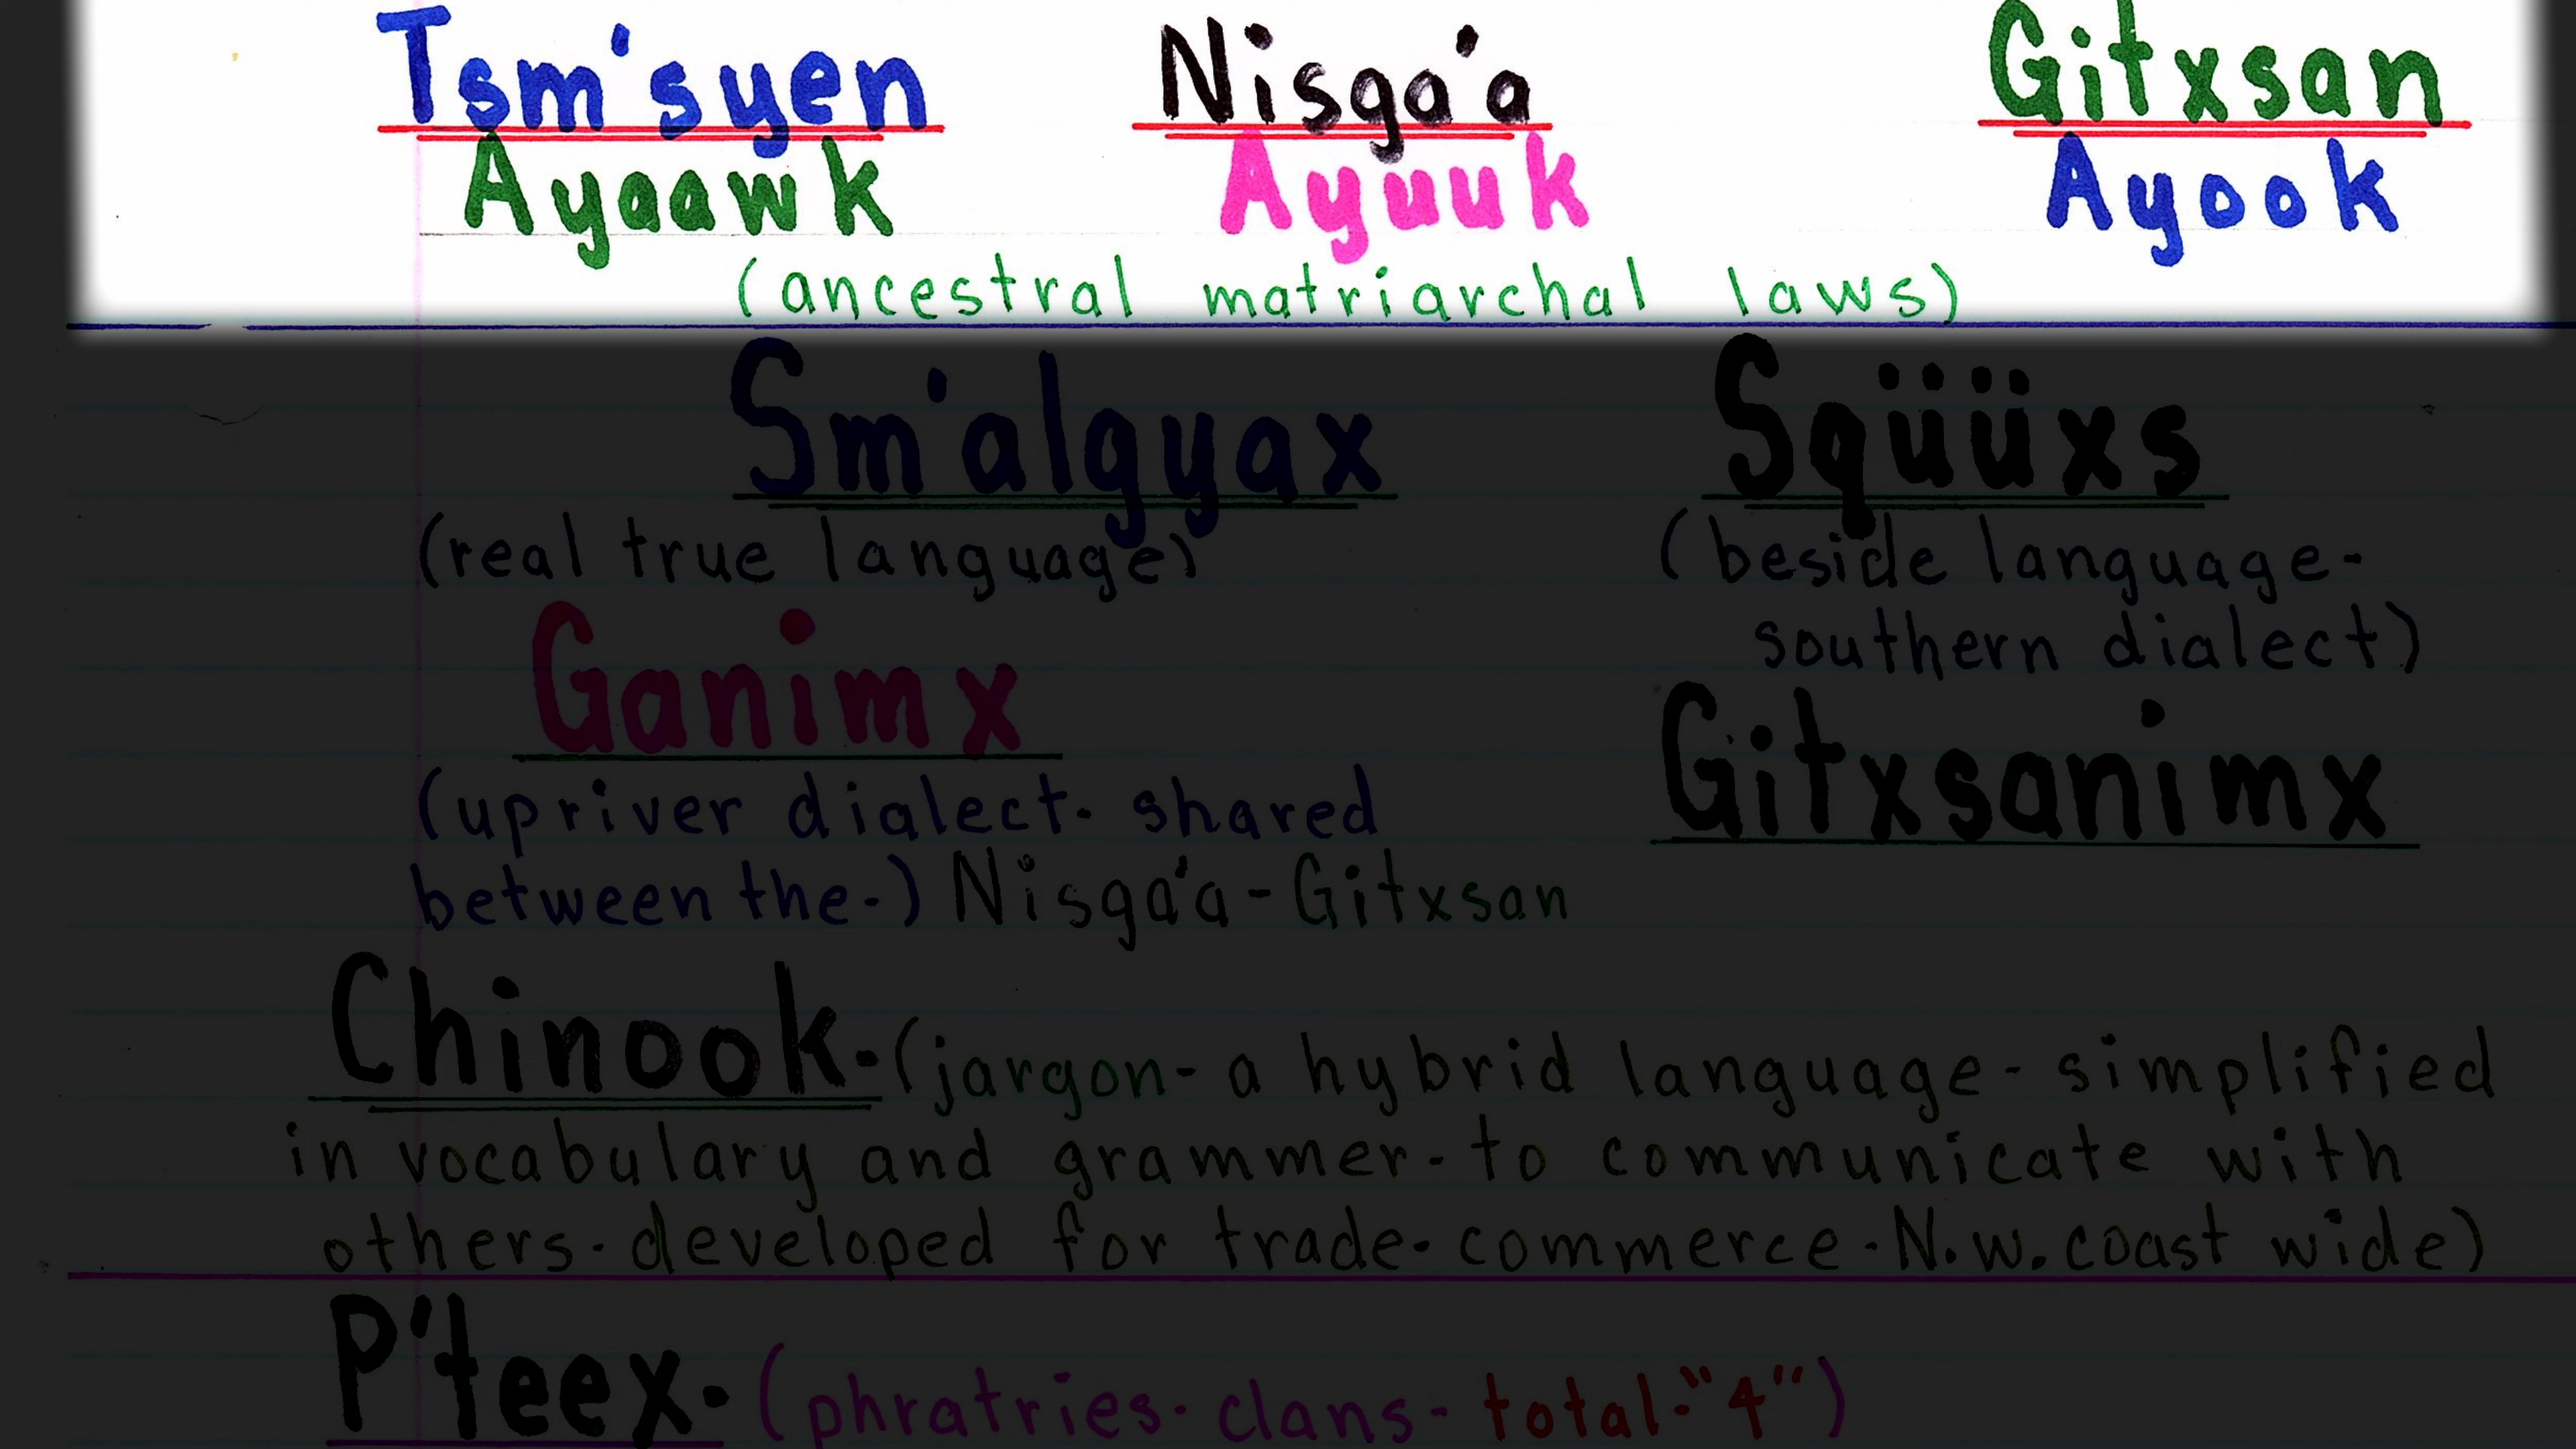 Tsm'syen Nisga'a Gitxsan
Ayaawk Ayuuk Ayook
(ancestral matriarchal laws)
Sm'algyax Sgüüxs
(real true language) (beside language-
southern dialect)
Ganimx Gitxsanimx
(upriver dialect- shared
between the-) Nisga'a-Gitxsan
Chinook-(jargon- a hybrid language- simplified
in vocabulary and grammer- to communicate with
others-developed for trade-commerce-N.W.coast wide)
P'teex-(phratries- clans- total-"4")